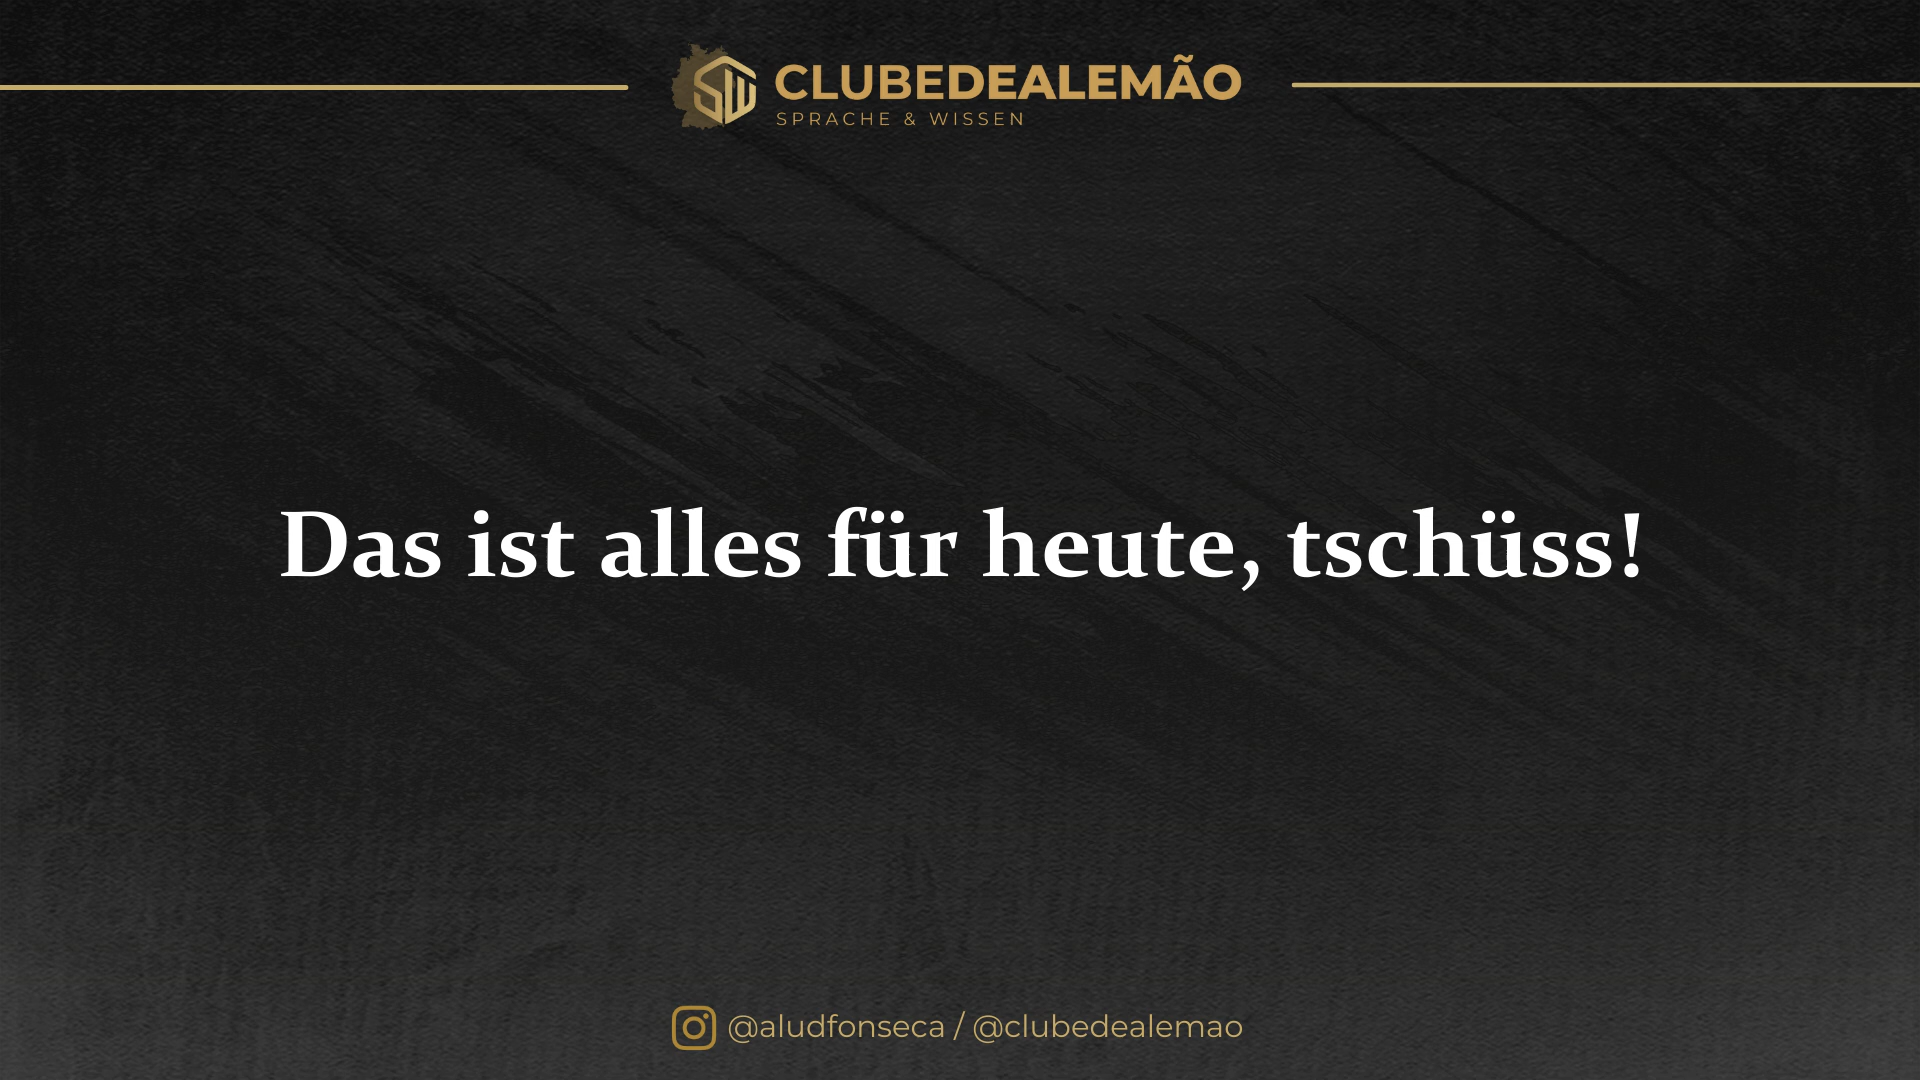 CLUBEDEALEMÃO
SPRACHE & WISSEN
Das ist alles für heute, tschüss!
@aludfonseca / @clubedealemao